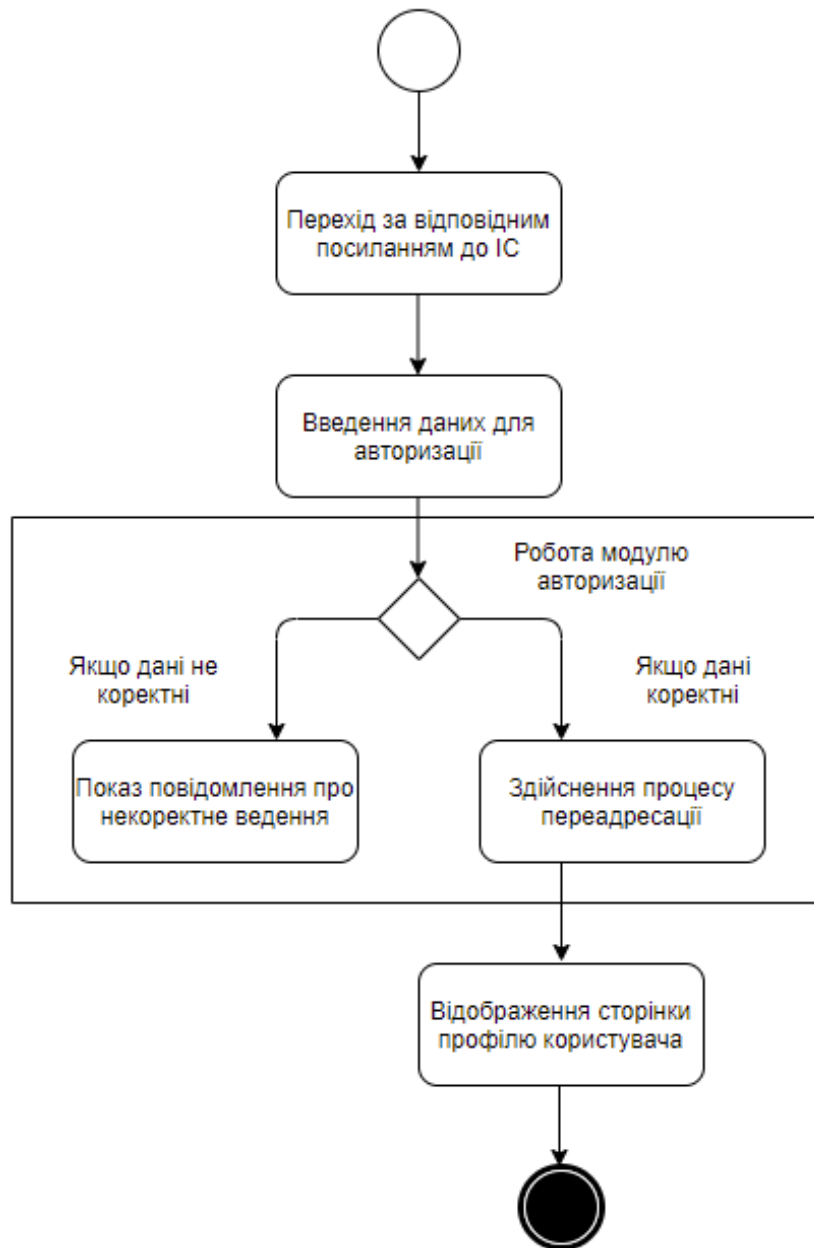 Перехід за відповідним
посиланням до ІС
Введення даних для
авторизації
Робота модулю
авторизації
Якщо дані не
коректні
Якщо дані
коректні
Показ повідомлення про
некоректне ведення
Здійснення процесу
переадресації
Відображення сторінки
профілю користувача